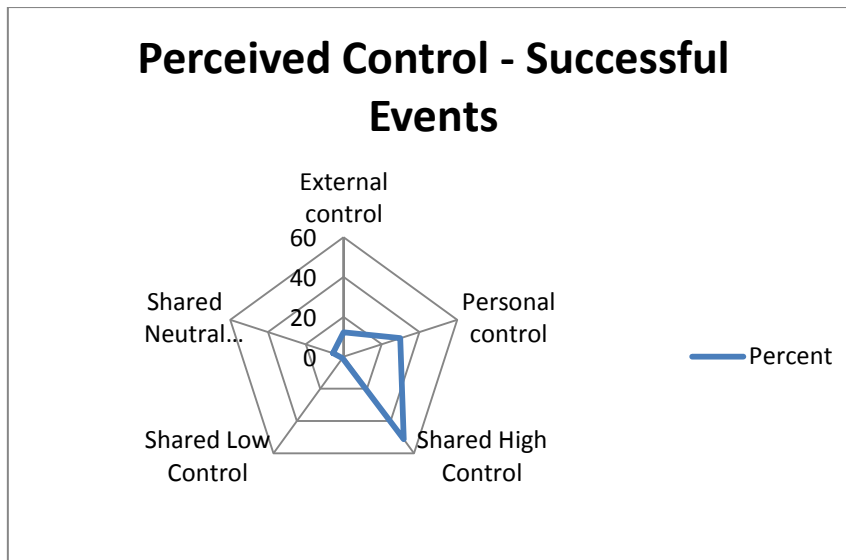 Perceived Control - Successful
Events
External
control
60
40
20
0
Personal
control
Shared High
Control
Shared Low
Control
Shared
Neutral...
Percent